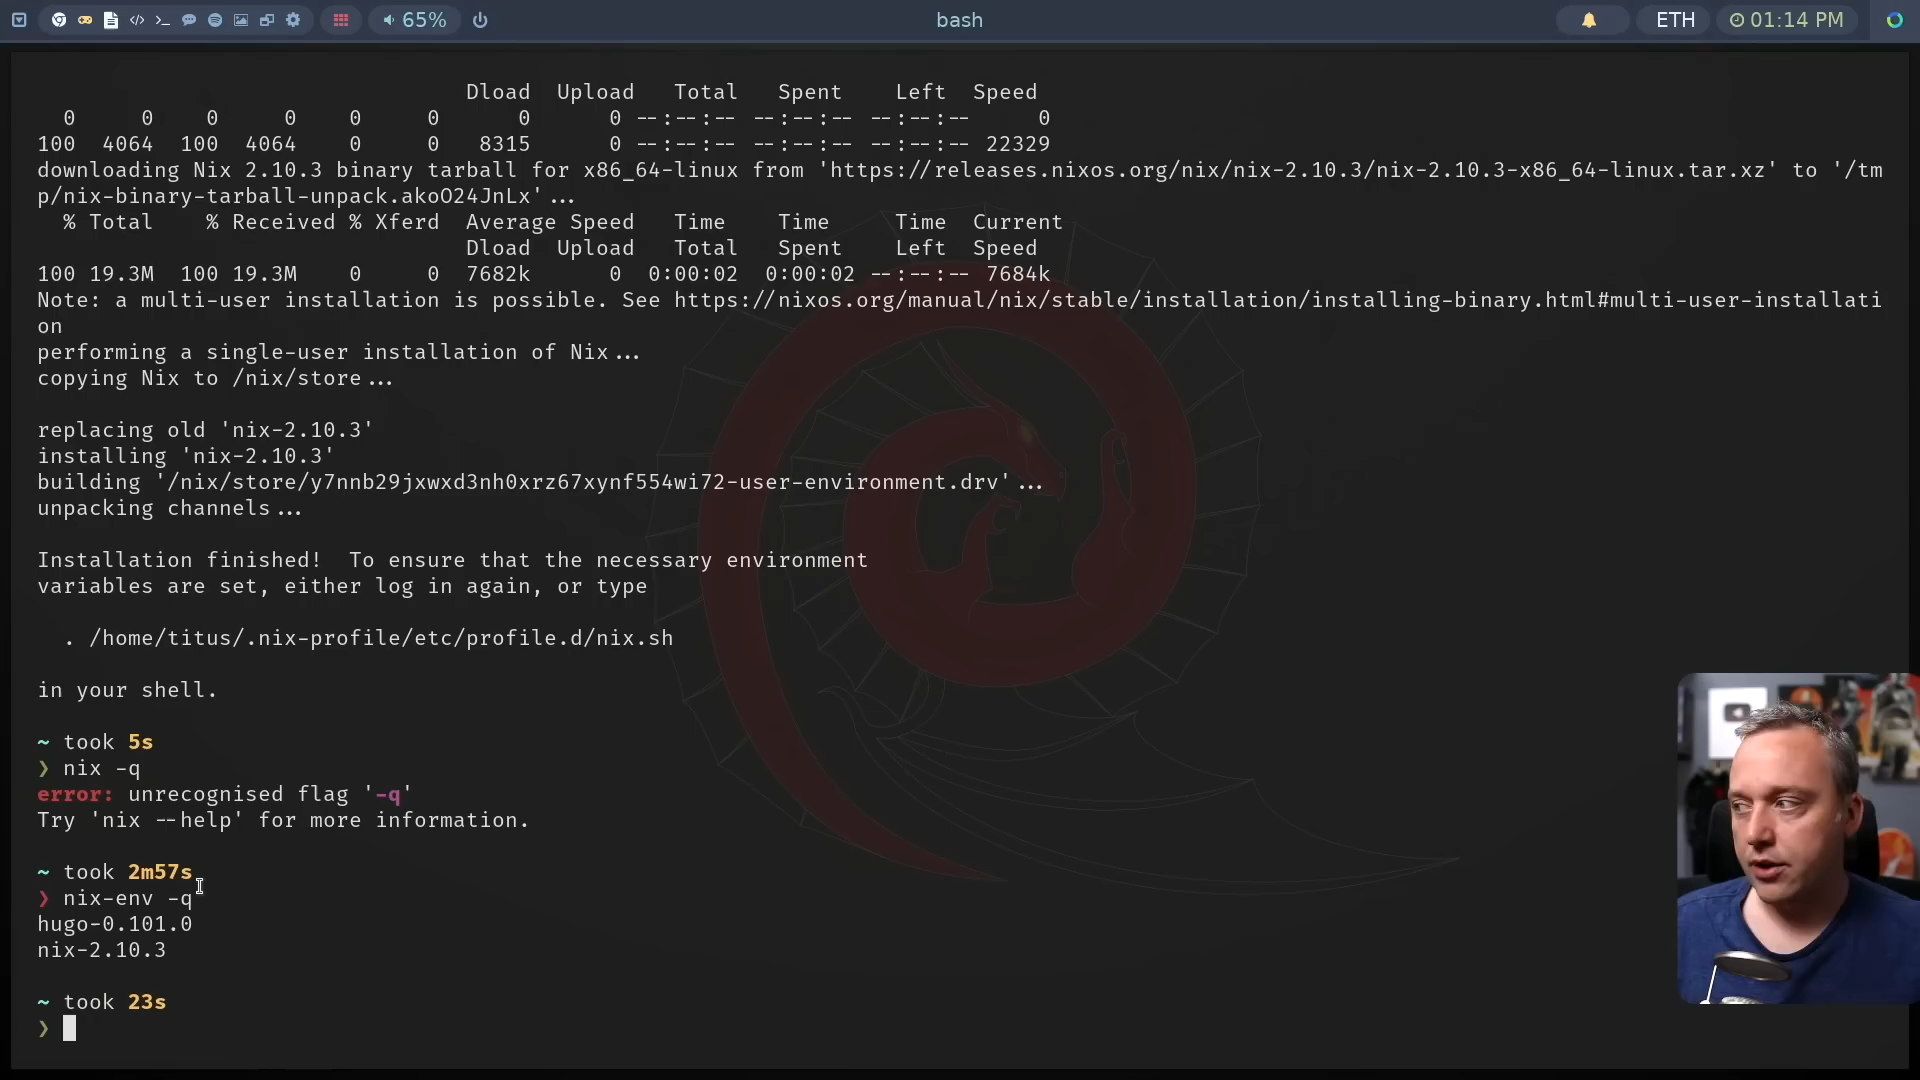 65%
bash
ETH
01:14 PM
Dload Upload Total Spent Left Speed
0 0 0 0 0 0 0 0 --:--:-- --:--:-- --:--:-- 0
100 4064 100 4064 0 0 8315 0 --:--:-- --:--:-- --:--:-- 22329
downloading Nix 2.10.3 binary tarball for x86_64-linux from 'https://releases.nixos.org/nix/nix-2.10.3/nix-2.10.3-x86_64-linux.tar.xz' to '/tm
p/nix-binary-tarball-unpack.akoO24JnLx'...
% Total % Received % Xferd Average Speed Time Time Time Current
Dload Upload Total Spent Left Speed
100 19.3M 100 19.3M 0 0 7682k 0 0:00:02 0:00:02 --:--:-- 7684k
Note: a multi-user installation is possible. See https://nixos.org/manual/nix/stable/installation/installing-binary.html#multi-user-installati
on
performing a single-user installation of Nix...
copying Nix to /nix/store...
replacing old 'nix-2.10.3'
installing 'nix-2.10.3'
building '/nix/store/y7nnb29jxwxd3nh0xrz67xynf554wi72-user-environment.drv'...
unpacking channels...
Installation finished! To ensure that the necessary environment
variables are set, either log in again, or type
. /home/titus/.nix-profile/etc/profile.d/nix.sh
in your shell.
~ took 5s
❯ nix -q
error: unrecognised flag '-q'
Try 'nix --help' for more information.
~ took 2m57s
❯ nix-env -q
hugo-0.101.0
nix-2.10.3
~ took 23s
❯